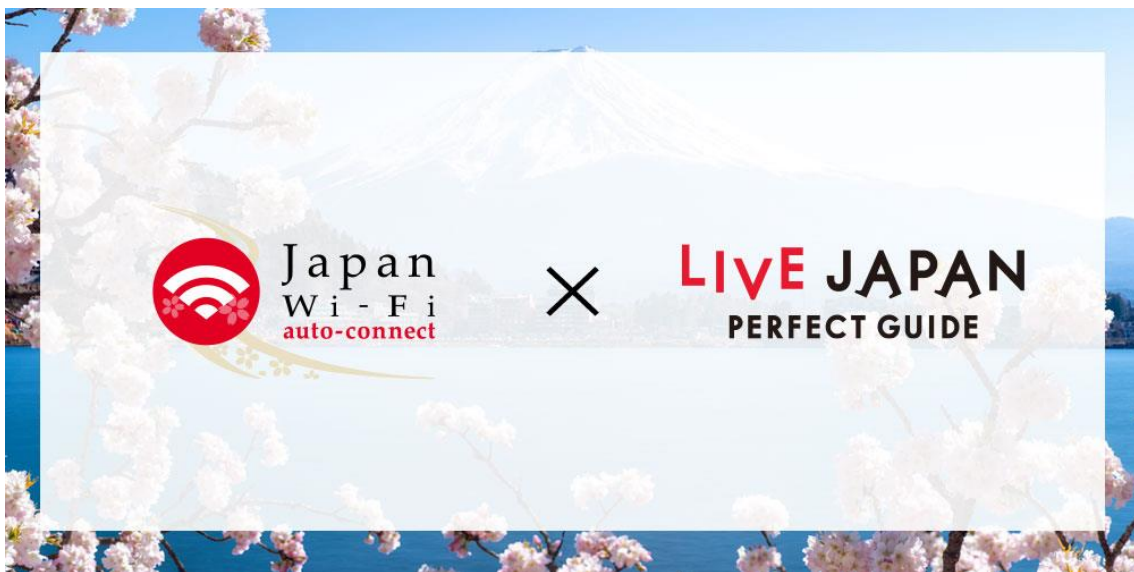 Japan
Wi-Fi
auto-connect
×
LIVE JAPAN
PERFECT GUIDE